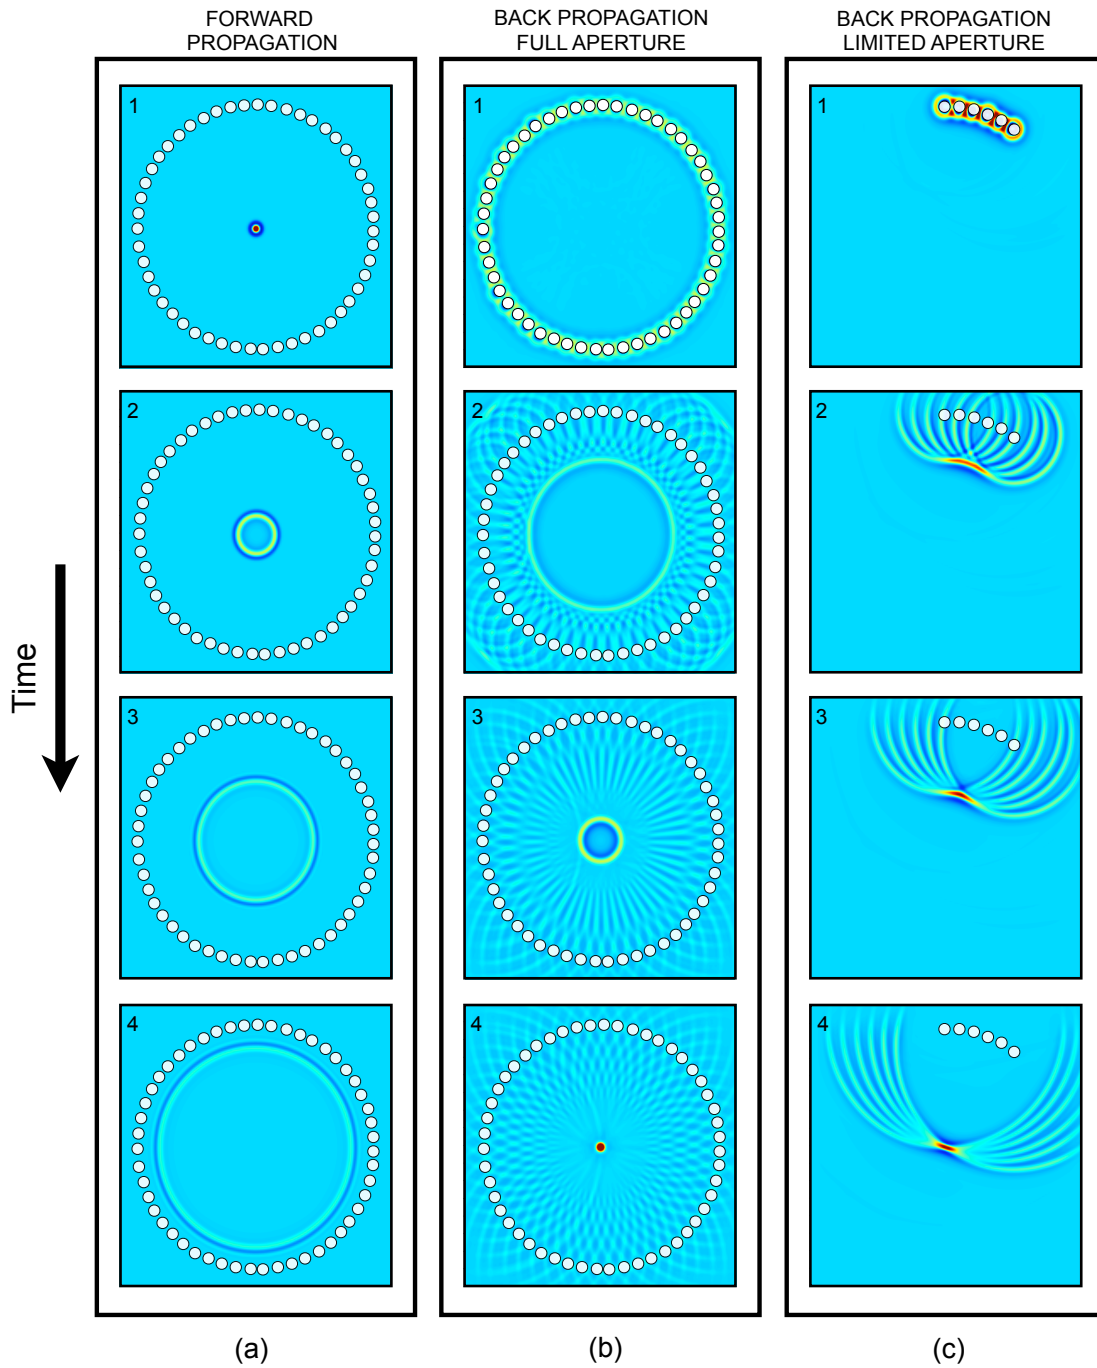 FORWARD
PROPAGATION
BACK PROPAGATION
FULL APERTURE
BACK PROPAGATION
LIMITED APERTURE
1
1
1
2
2
2
Time
3
3
3
4
4
4
(a)
(b)
(c)